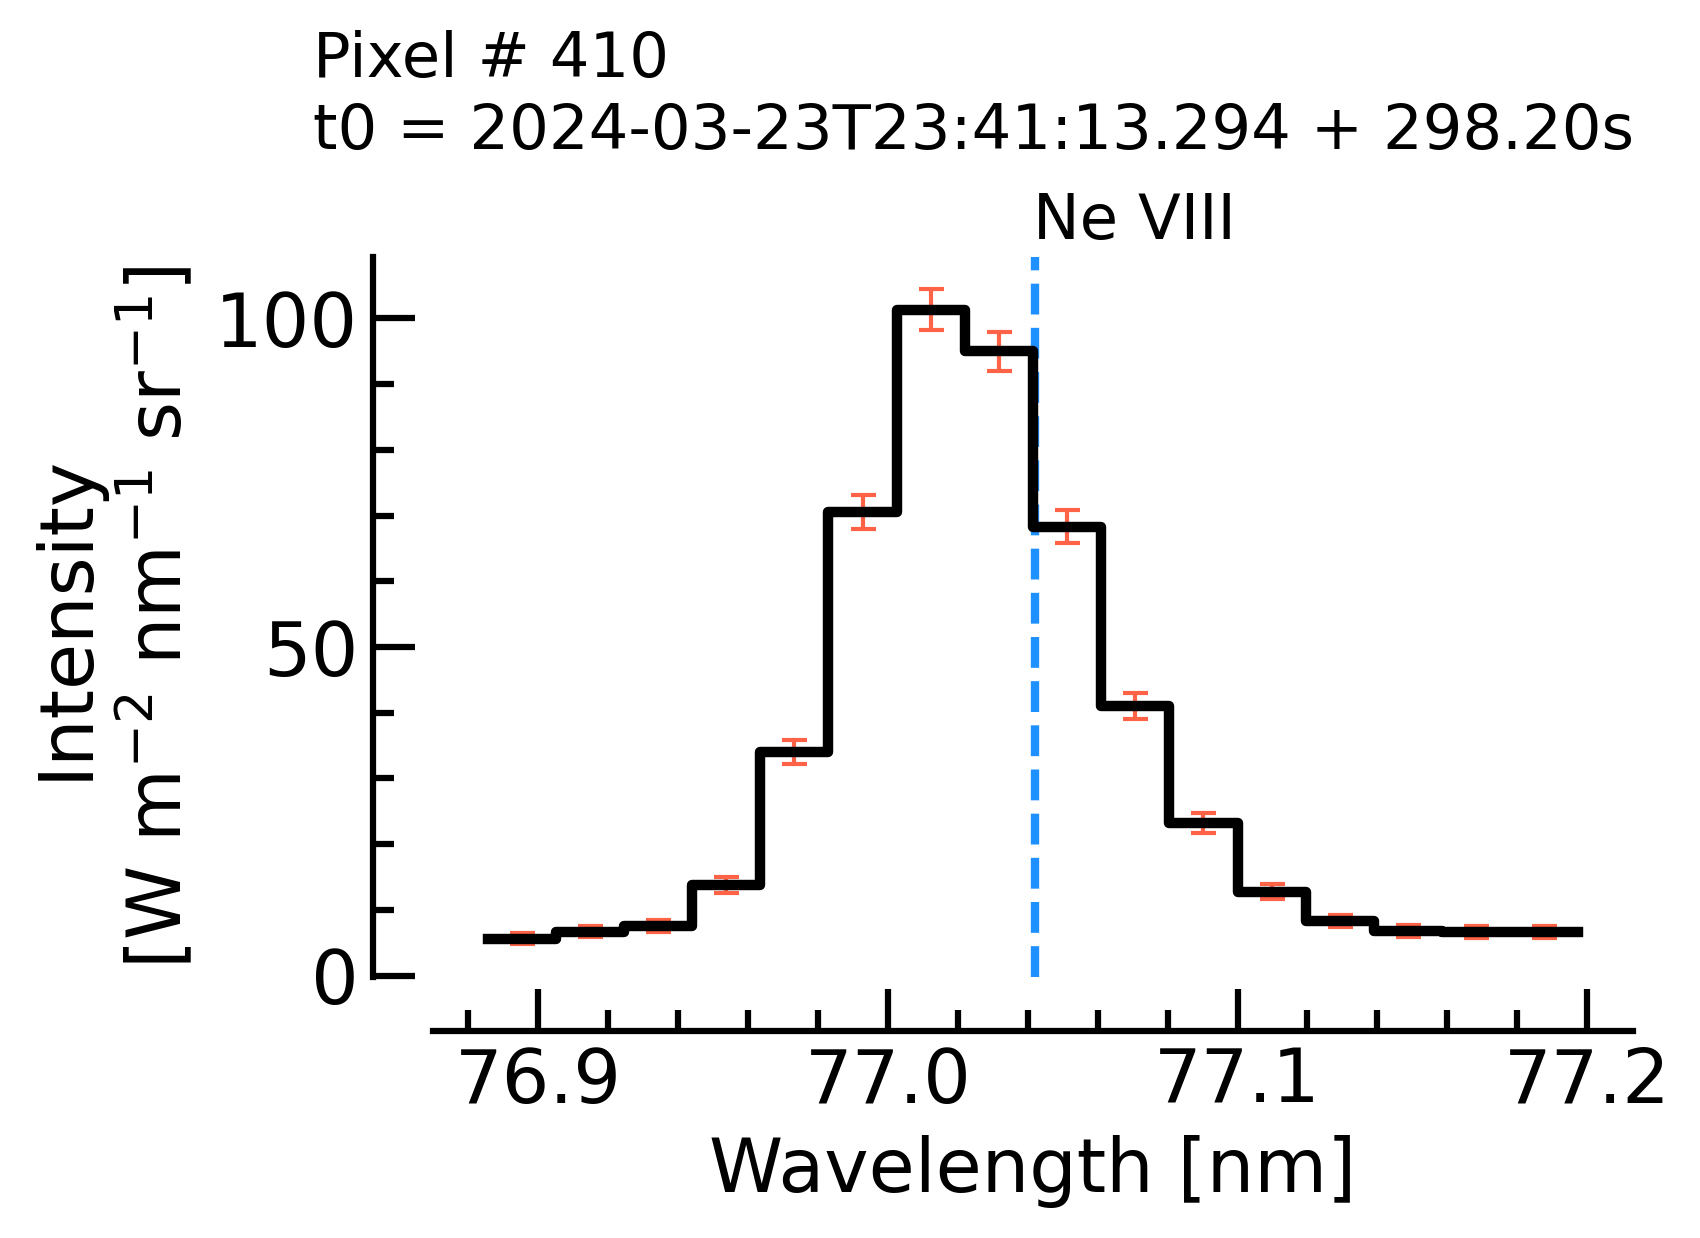 Pixel # 410
t0 = 2024-03-23T23:41:13.294 + 298.20s
Ne VIII
Intensity
[W m⁻² nm⁻¹ sr⁻¹]
100
50
0
76.9 77.0 77.1 77.2
Wavelength [nm]